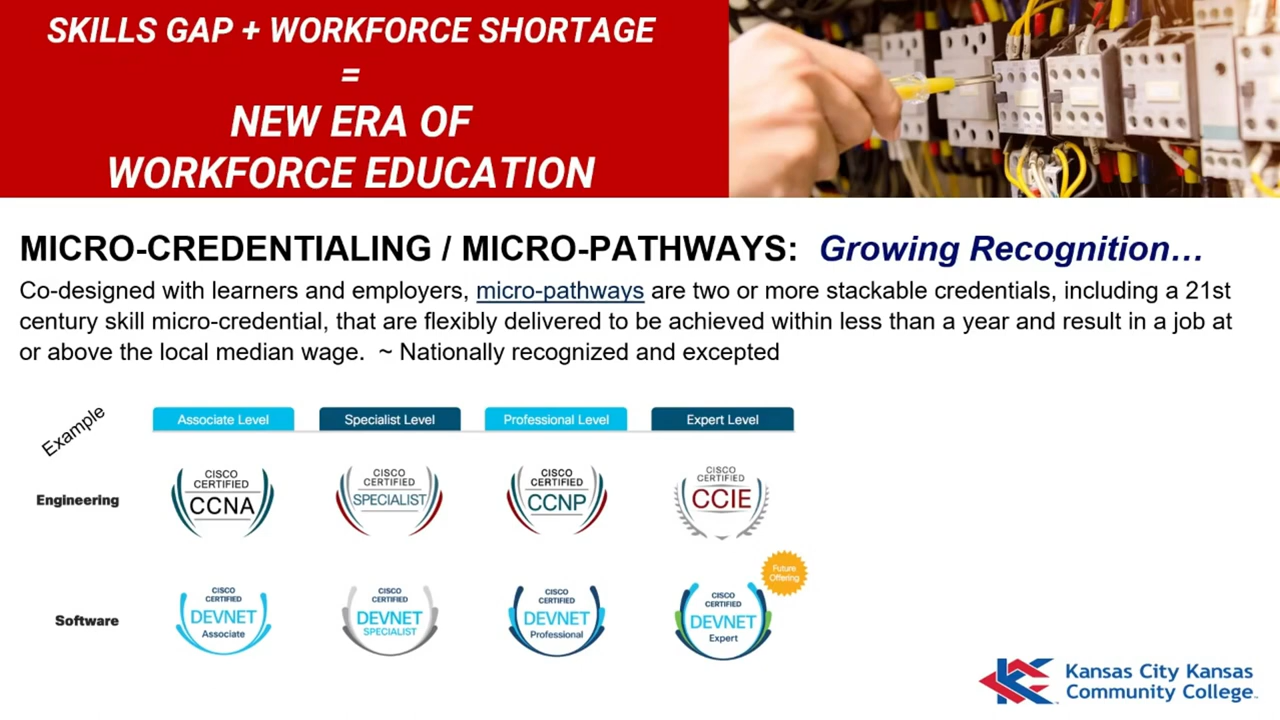 SKILLS GAP + WORKFORCE SHORTAGE
=
NEW ERA OF
WORKFORCE EDUCATION
MICRO-CREDENTIALING / MICRO-PATHWAYS: Growing Recognition…
Co-designed with learners and employers, micro-pathways are two or more stackable credentials, including a 21st
century skill micro-credential, that are flexibly delivered to be achieved within less than a year and result in a job at
or above the local median wage. ~ Nationally recognized and excepted
Example
Associate Level
Specialist Level
Professional Level
Expert Level
Engineering
CISCO
CERTIFIED
CCNA
CISCO
CERTIFIED
SPECIALIST
CISCO
CERTIFIED
CCNP
CISCO
CERTIFIED
CCIE
Future
Offering
Software
CISCO
CERTIFIED
DEVNET
Associate
CISCO
CERTIFIED
DEVNET
SPECIALIST
CISCO
CERTIFIED
DEVNET
Professional
CISCO
CERTIFIED
DEVNET
Expert
Kansas City Kansas
Community College